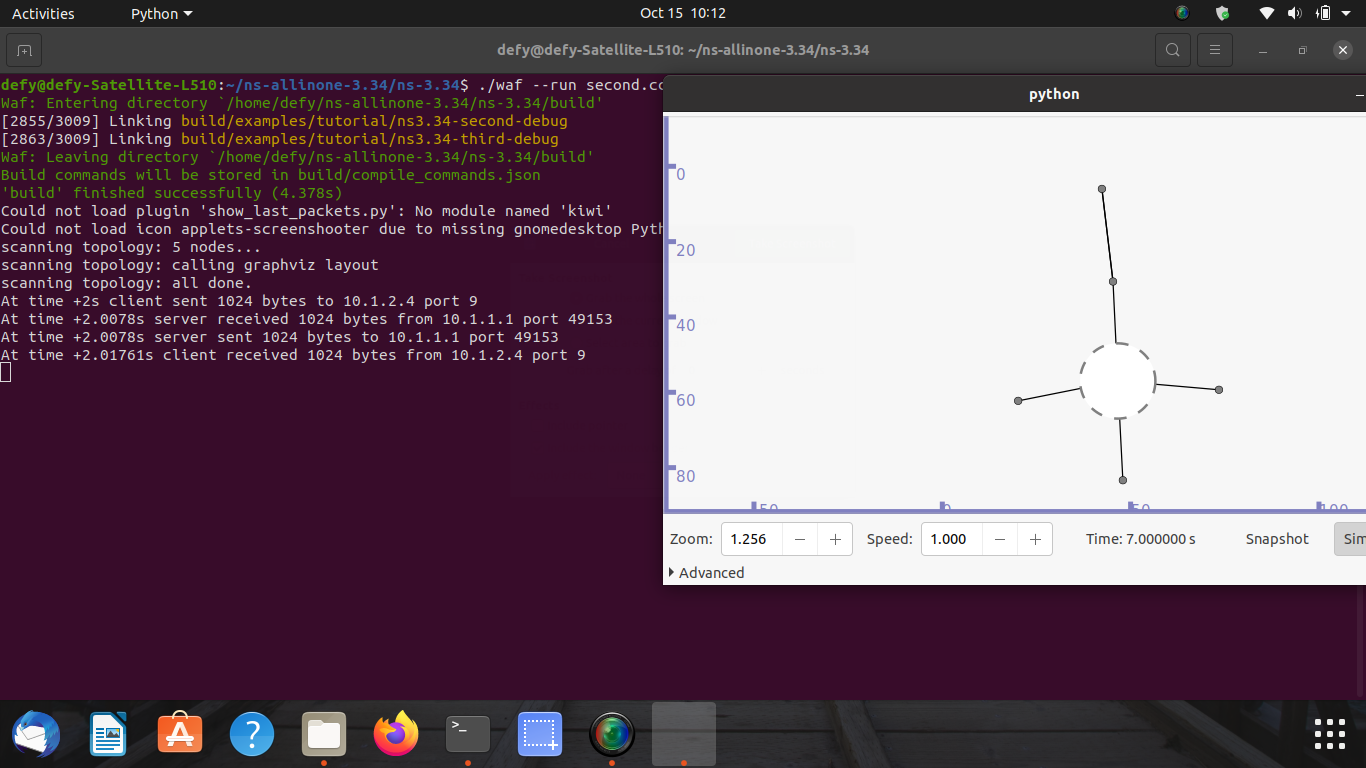 Activities
Python
Oct 15 10:12
defy@defy-Satellite-L510: ~/ns-allinone-3.34/ns-3.34
defy@defy-Satellite-L510:~/ns-allinone-3.34/ns-3.34$ ./waf --run second.cc
Waf: Entering directory `/home/defy/ns-allinone-3.34/ns-3.34/build'
[2855/3009] Linking build/examples/tutorial/ns3.34-second-debug
[2863/3009] Linking build/examples/tutorial/ns3.34-third-debug
Waf: Leaving directory `/home/defy/ns-allinone-3.34/ns-3.34/build'
Build commands will be stored in build/compile_commands.json
'build' finished successfully (4.378s)
Could not load plugin 'show_last_packets.py': No module named 'kiwi'
Could not load icon applets-screenshooter due to missing gnomedesktop Pyth
scanning topology: 5 nodes...
scanning topology: calling graphviz layout
scanning topology: all done.
At time +2s client sent 1024 bytes to 10.1.2.4 port 9
At time +2.0078s server received 1024 bytes from 10.1.1.1 port 49153
At time +2.0078s server sent 1024 bytes to 10.1.1.1 port 49153
At time +2.01761s client received 1024 bytes from 10.1.2.4 port 9
python
0
20
40
60
80
-50 0 50 100
Zoom: 1.256 − + Speed: 1.000 − + Time: 7.000000 s Snapshot Sim
Advanced